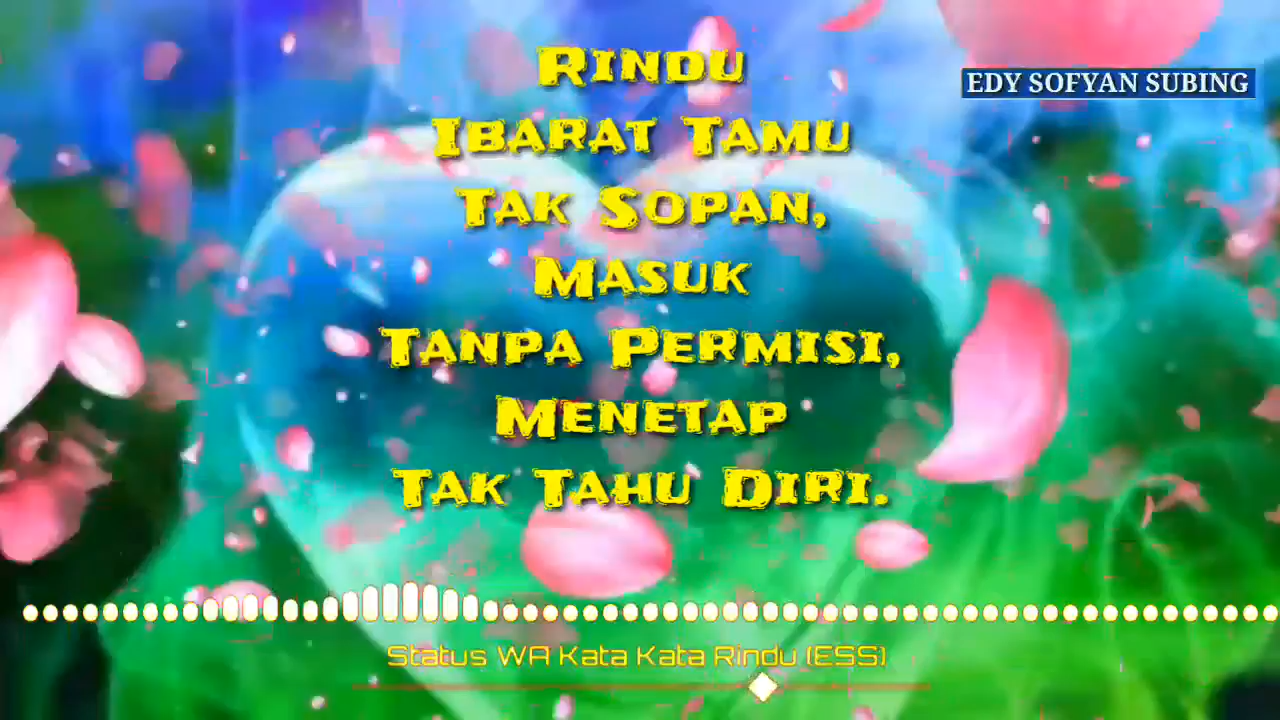 Rindu
Ibarat Tamu
Tak Sopan,
Masuk
Tanpa Permisi,
Menetap
Tak Tahu Diri.
EDY SOFYAN SUBING
Status WA Kata Kata Rindu (ESS)